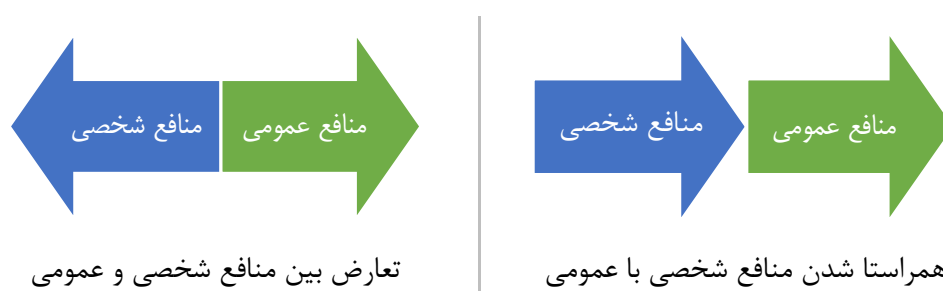 منافع شخصی
منافع عمومی
همراستا شدن منافع شخصی با عمومی
منافع شخصی
منافع عمومی
تعارض بین منافع شخصی و عمومی